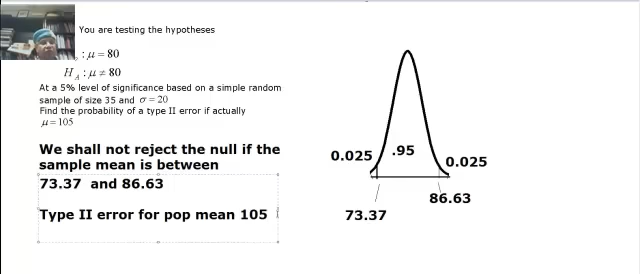 You are testing the hypotheses
: μ = 80
H A : μ ≠ 80
At a 5% level of significance based on a simple random
sample of size 35 and σ = 20
Find the probability of a type II error if actually
μ = 105
We shall not reject the null if the
sample mean is between
73.37 and 86.63
Type II error for pop mean 105
0.025
.95
0.025
86.63
73.37